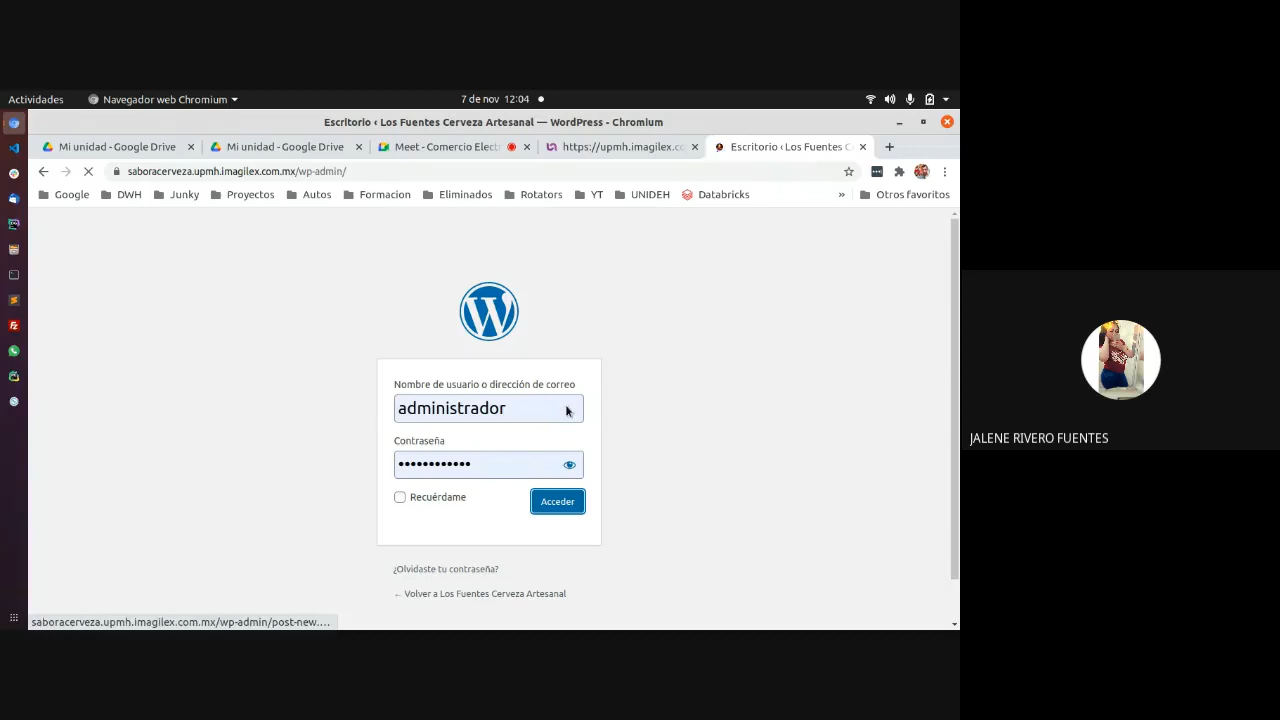 Actividades
Navegador web Chromium
7 de nov 12:04
Escritorio ‹ Los Fuentes Cerveza Artesanal — WordPress - Chromium
Mi unidad - Google Drive
Mi unidad - Google Drive
Meet - Comercio Elect
https://upmh.imagilex.co
Escritorio ‹ Los Fuentes C
saboracerveza.upmh.imagilex.com.mx/wp-admin/
Google
DWH
Junky
Proyectos
Autos
Formacion
Eliminados
Rotators
YT
UNIDEH
Databricks
»
Otros favoritos
Nombre de usuario o dirección de correo
administrador
Contraseña
••••••••••••
Recuérdame
Acceder
¿Olvidaste tu contraseña?
← Volver a Los Fuentes Cerveza Artesanal
saboracerveza.upmh.imagilex.com.mx/wp-admin/post-new....
JALENE RIVERO FUENTES